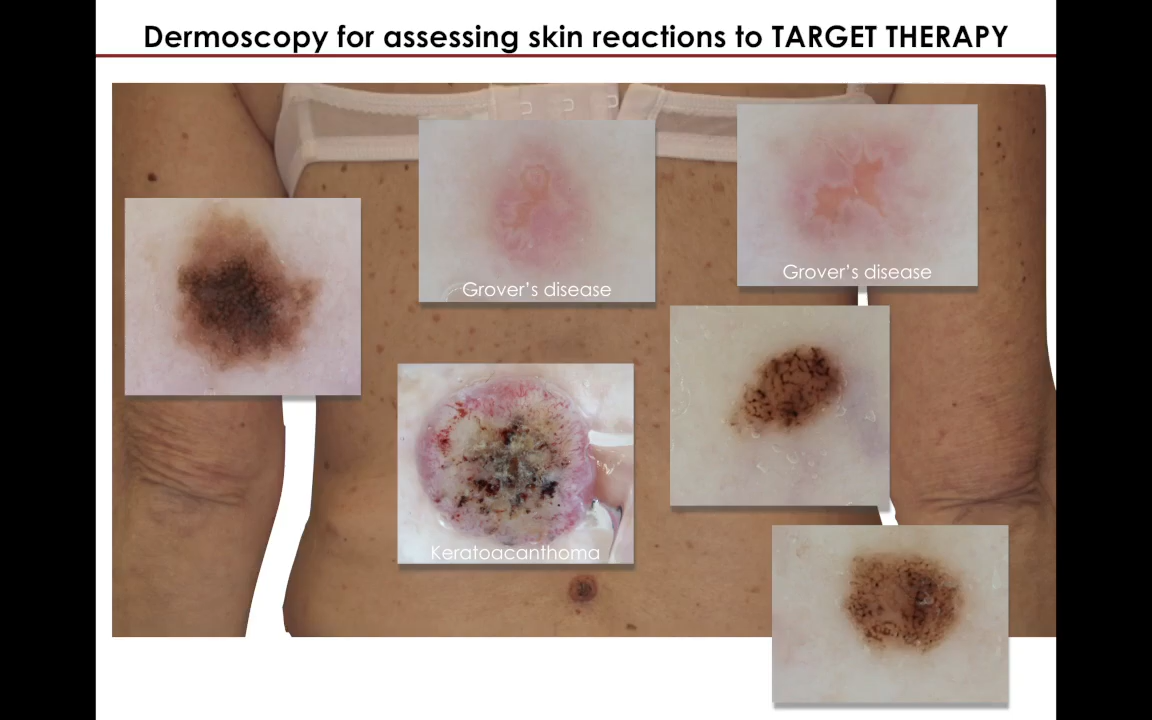 Dermoscopy for assessing skin reactions to TARGET THERAPY
Grover's disease
Grover's disease
Keratoacanthoma